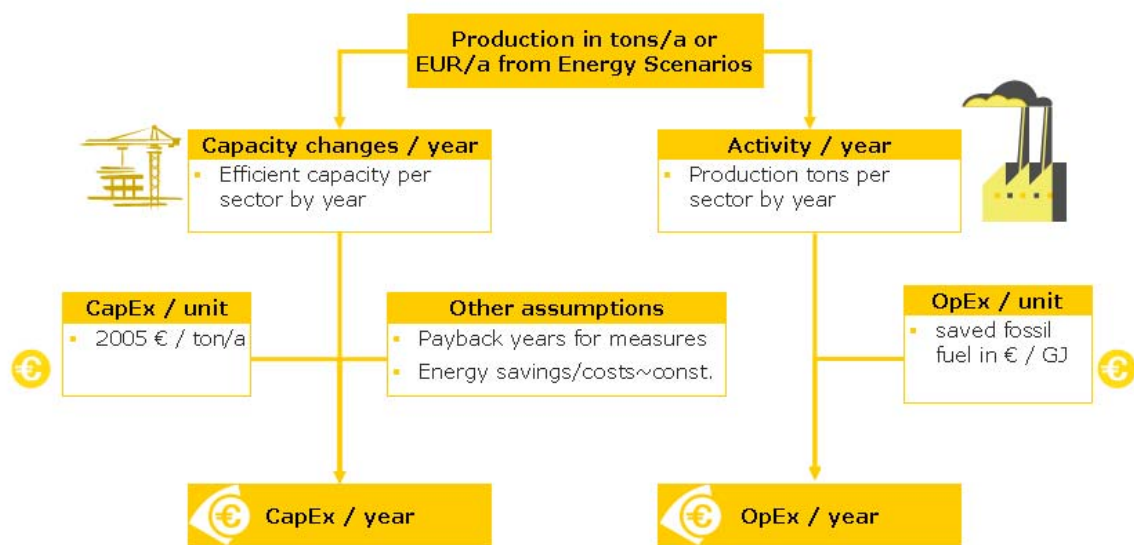 Production in tons/a or
EUR/a from Energy Scenarios
Capacity changes / year
▪ Efficient capacity per
sector by year
Activity / year
▪ Production tons per
sector by year
CapEx / unit
▪ 2005 € / ton/a
Other assumptions
▪ Payback years for measures
▪ Energy savings/costs~const.
OpEx / unit
▪ saved fossil
fuel in € / GJ
€
€
€ CapEx / year
€ OpEx / year